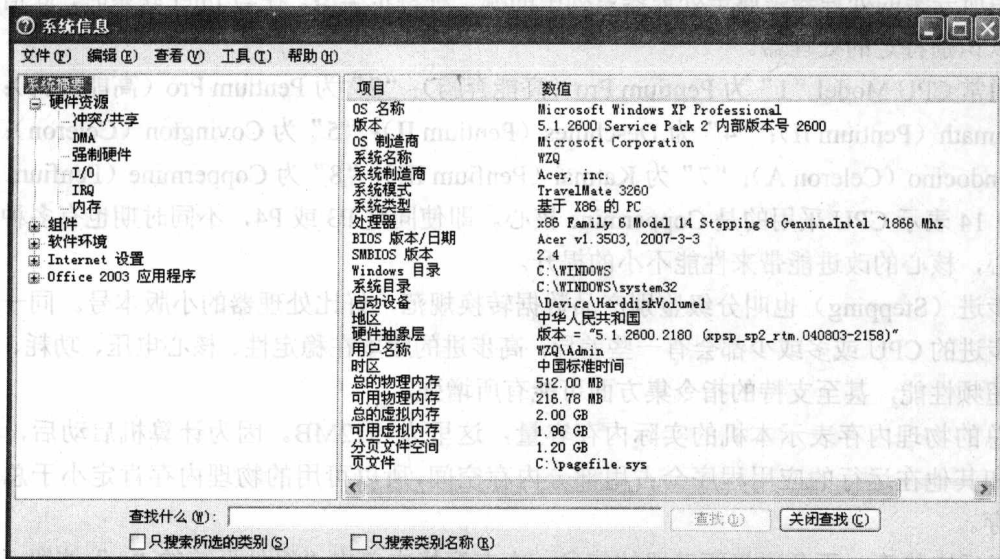 系统信息
文件(F) 编辑(E) 查看(V) 工具(T) 帮助(H)
系统摘要
硬件资源
冲突/共享
DMA
强制硬件
I/O
IRQ
内存
组件
软件环境
Internet 设置
Office 2003 应用程序
项目 数值
OS 名称 Microsoft Windows XP Professional
版本 5.1.2600 Service Pack 2 内部版本号 2600
OS 制造商 Microsoft Corporation
系统名称 WZQ
系统制造商 Acer, inc.
系统模式 TravelMate 3260
系统类型 基于 X86 的 PC
处理器 x86 Family 6 Model 14 Stepping 8 GenuineIntel ~1866 Mhz
BIOS 版本/日期 Acer v1.3503, 2007-3-3
SMBIOS 版本 2.4
Windows 目录 C:\WINDOWS
系统目录 C:\WINDOWS\system32
启动设备 \Device\HarddiskVolume1
地区 中华人民共和国
硬件抽象层 版本 = "5.1.2600.2180 (xpsp_sp2_rtm.040803-2158)"
用户名称 WZQ\Admin
时区 中国标准时间
总的物理内存 512.00 MB
可用物理内存 216.78 MB
总的虚拟内存 2.00 GB
可用虚拟内存 1.96 GB
分页文件空间 1.20 GB
页文件 C:\pagefile.sys
查找什么(W): 查找(D) 关闭查找(C)
只搜索所选的类别(S) 只搜索类别名称(R)